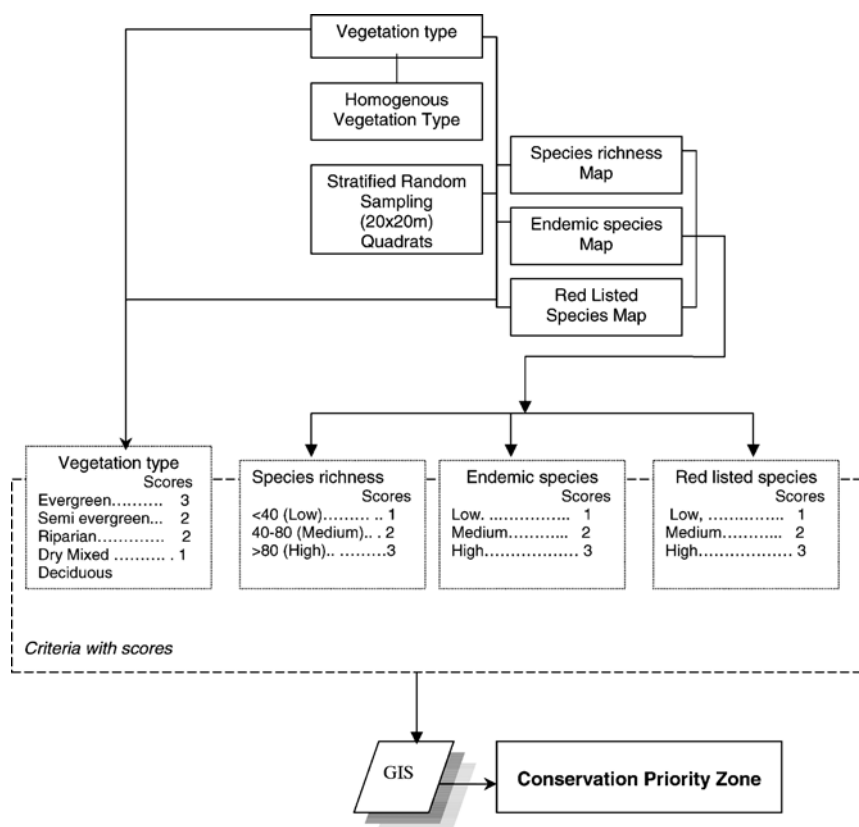 Vegetation type
Homogenous
Vegetation Type
Stratified Random
Sampling
(20x20m)
Quadrats
Species richness
Map
Endemic species
Map
Red Listed
Species Map
Vegetation type
Scores
Evergreen.......... 3
Semi evergreen... 2
Riparian............. 2
Dry Mixed .......... . 1
Deciduous
Species richness
Scores
<40 (Low)......... .. 1
40-80 (Medium).. . 2
>80 (High).. .........3
Endemic species
Scores
Low. ................ 1
Medium............ 2
High.................. 3
Red listed species
Scores
Low, .............. 1
Medium............ 2
High.................. 3
Criteria with scores
GIS
Conservation Priority Zone